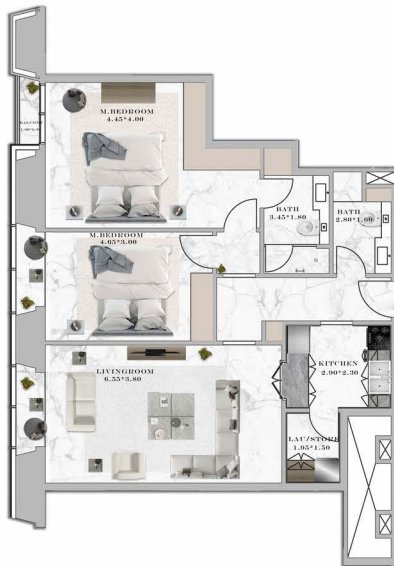 M.BEDROOM
4.45*4.00
BALCONY
BATH
3.45*1.80
BATH
2.80*1.60
M.BEDROOM
4.65*3.00
LIVINGROOM
6.55*3.80
KITCHEN
2.90*2.30
LAU/STORE
1.95*1.50